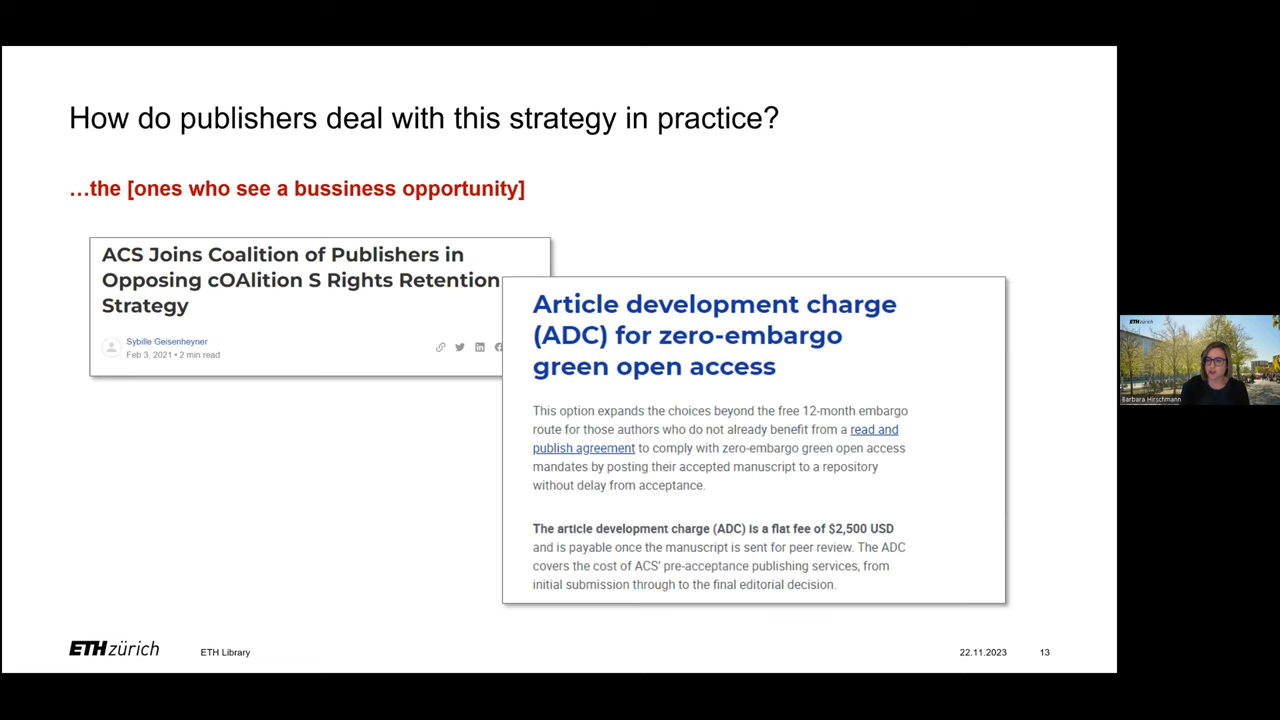 How do publishers deal with this strategy in practice?
…the [ones who see a bussiness opportunity]
ACS Joins Coalition of Publishers in
Opposing cOAlition S Rights Retention
Strategy
Sybille Geisenheyner
Feb 3, 2021 • 2 min read
Article development charge
(ADC) for zero-embargo
green open access
This option expands the choices beyond the free 12-month embargo
route for those authors who do not already benefit from a read and
publish agreement to comply with zero-embargo green open access
mandates by posting their accepted manuscript to a repository
without delay from acceptance.
The article development charge (ADC) is a flat fee of $2,500 USD
and is payable once the manuscript is sent for peer review. The ADC
covers the cost of ACS' pre-acceptance publishing services, from
initial submission through to the final editorial decision.
ETH zürich
ETH Library
22.11.2023
13
ETH zürich
Barbara Hirschmann